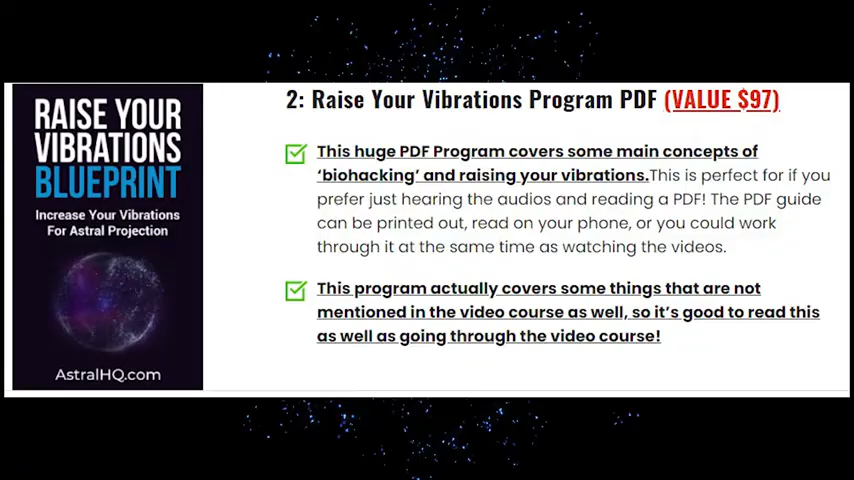 RAISE YOUR
VIBRATIONS
BLUEPRINT
Increase Your Vibrations
For Astral Projection
AstralHQ.com
2: Raise Your Vibrations Program PDF (VALUE $97)
This huge PDF Program covers some main concepts of
‘biohacking’ and raising your vibrations.This is perfect for if you
prefer just hearing the audios and reading a PDF! The PDF guide
can be printed out, read on your phone, or you could work
through it at the same time as watching the videos.
This program actually covers some things that are not
mentioned in the video course as well, so it’s good to read this
as well as going through the video course!